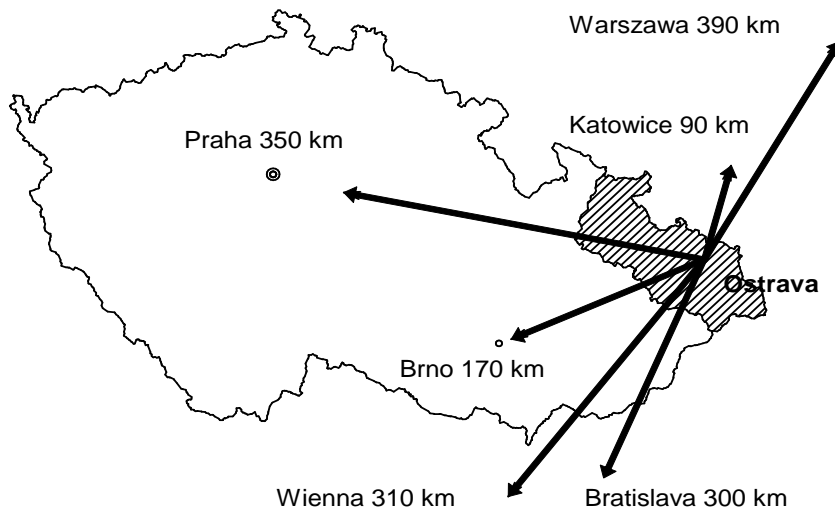 Warszawa 390 km
Katowice 90 km
Praha 350 km
Ostrava
Brno 170 km
Wienna 310 km
Bratislava 300 km